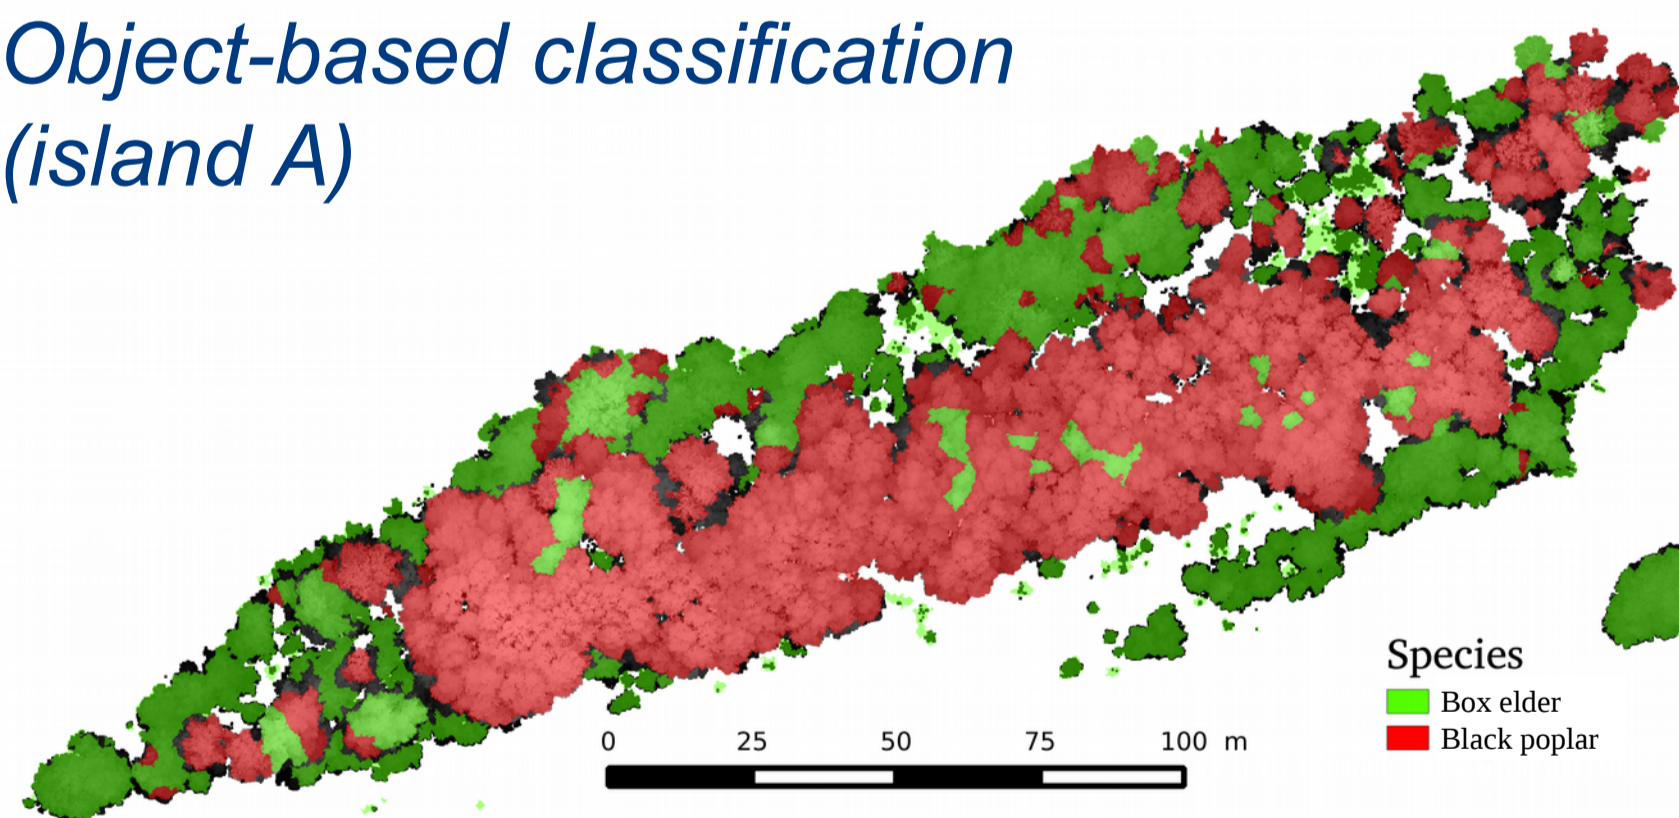 Object-based classification
(island A)
Species
Box elder
Black poplar
0 25 50 75 100 m